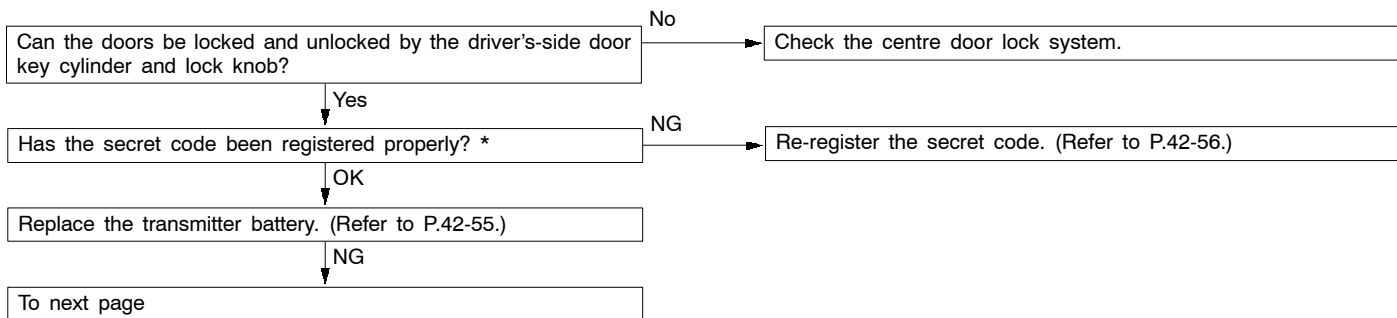 No
Can the doors be locked and unlocked by the driver's-side door
key cylinder and lock knob?
Check the centre door lock system.
Yes
Has the secret code been registered properly? *
NG
Re-register the secret code. (Refer to P.42-56.)
OK
Replace the transmitter battery. (Refer to P.42-55.)
NG
To next page